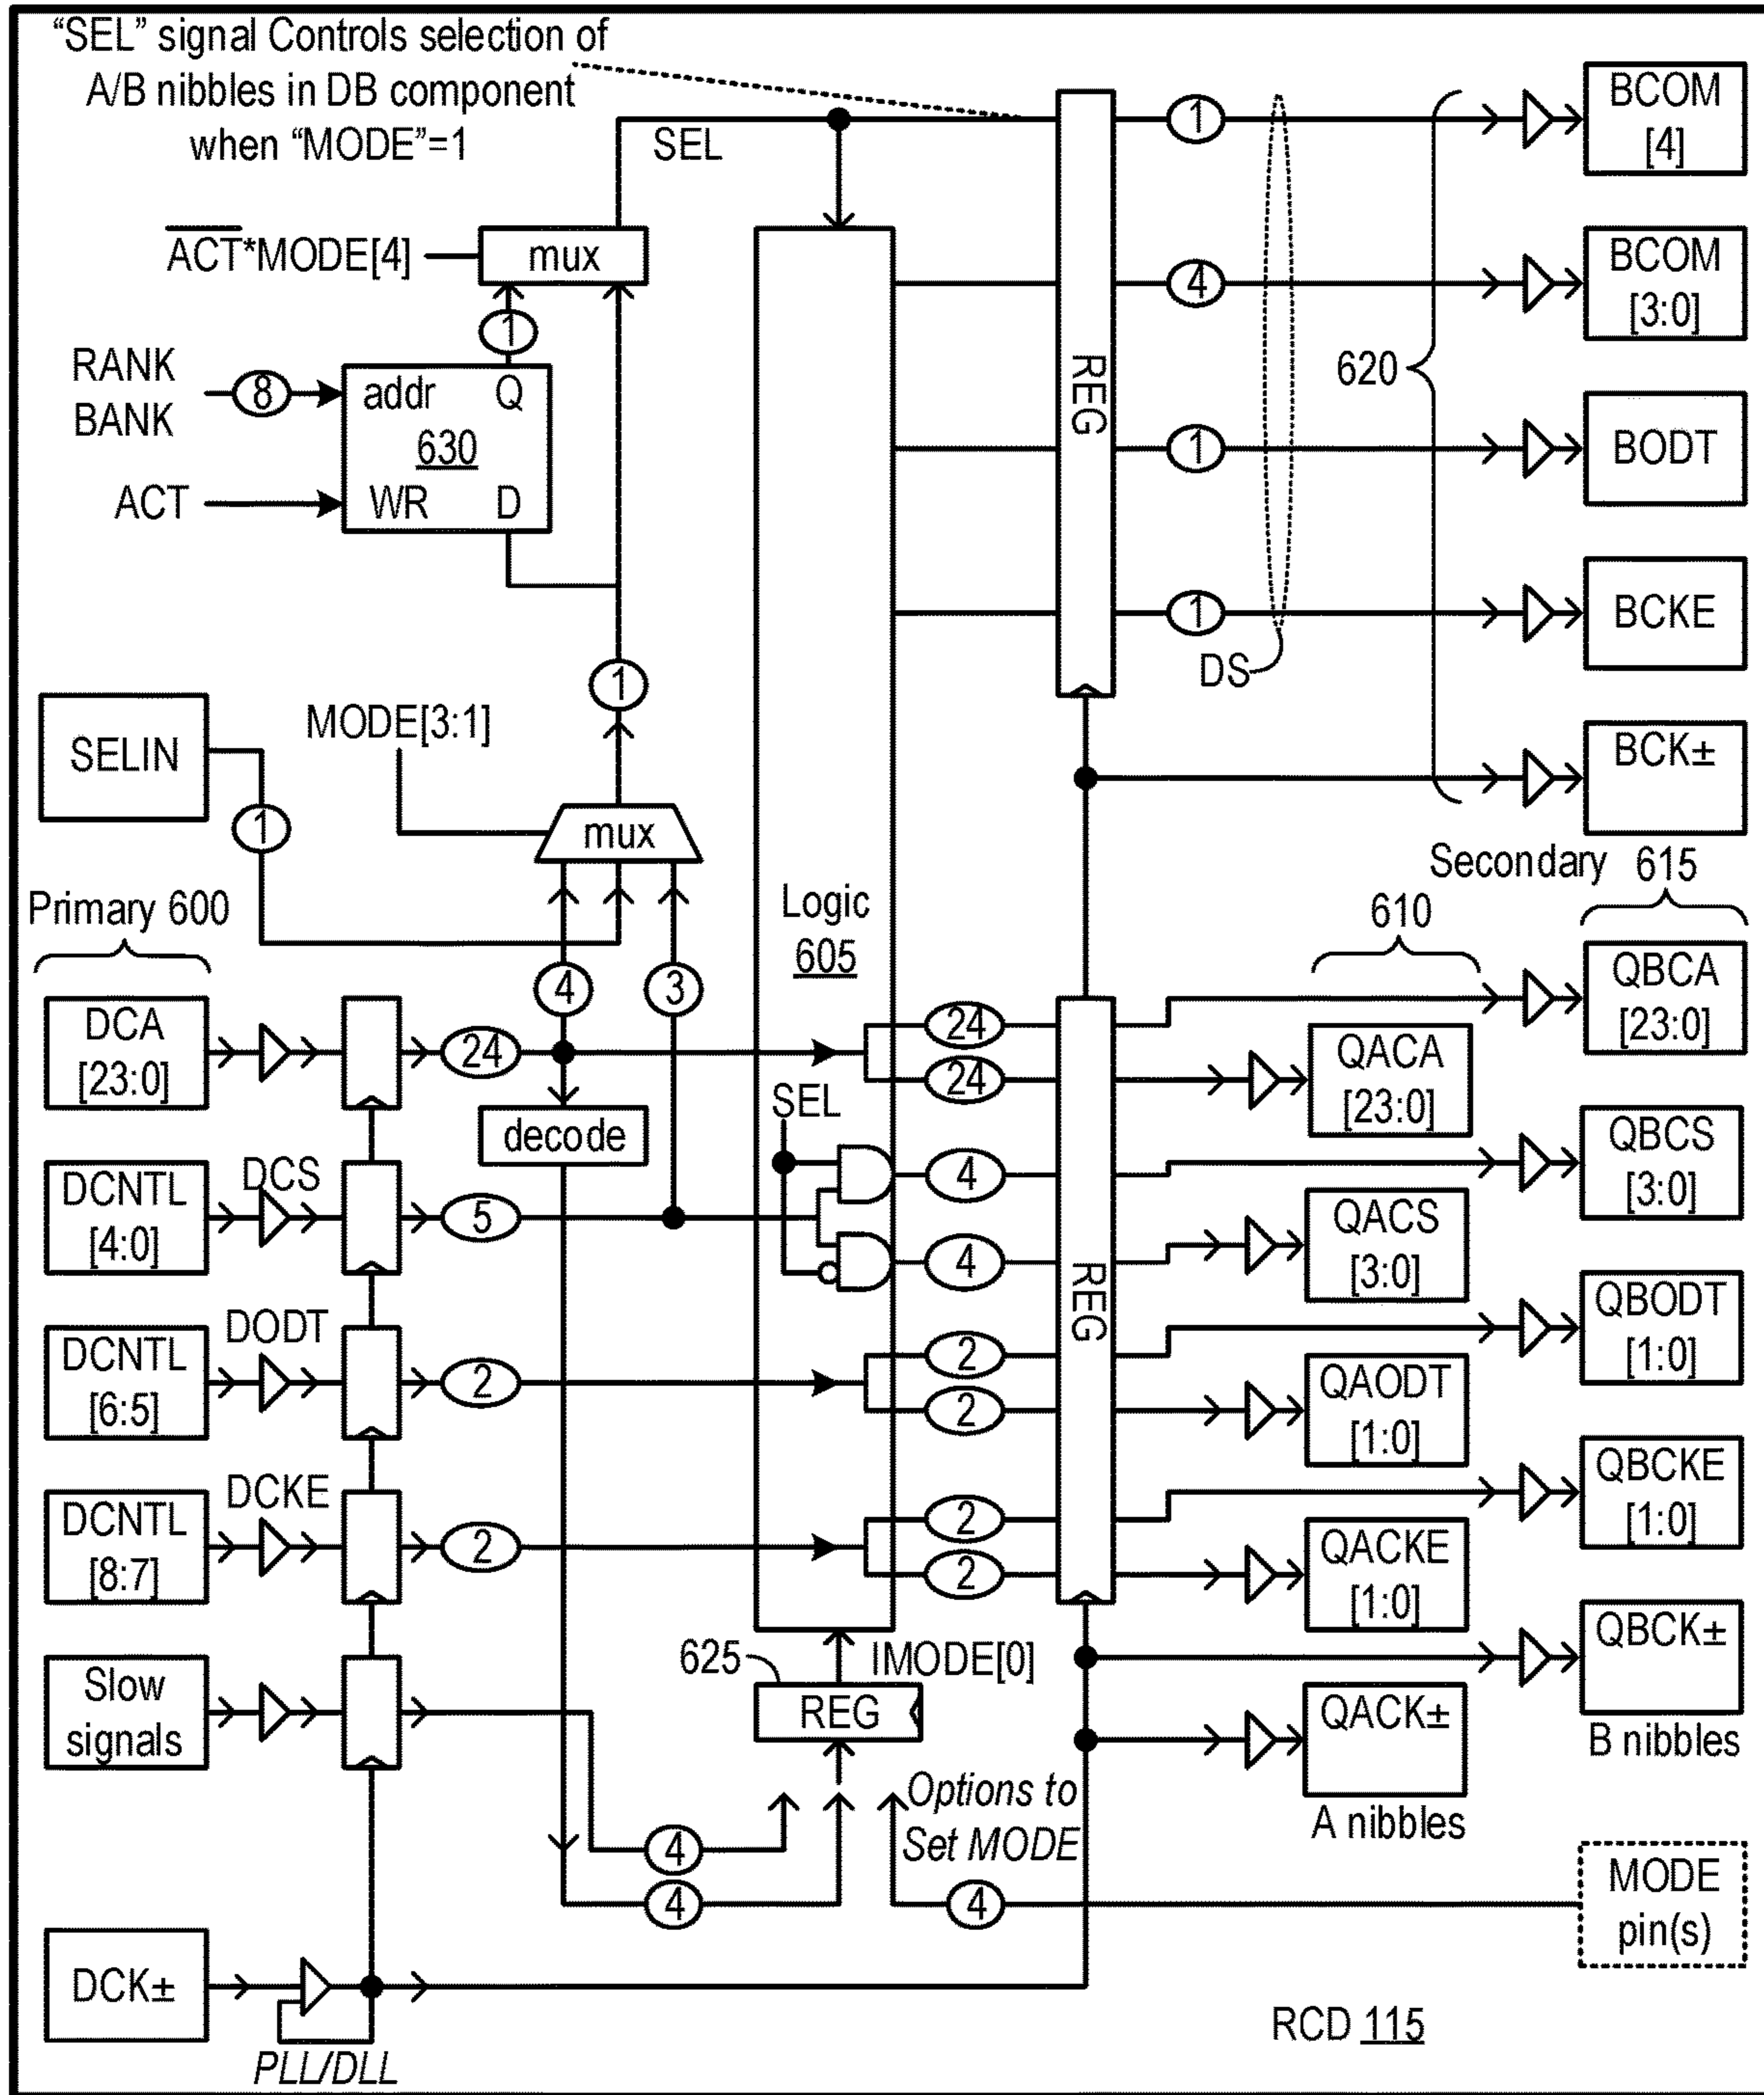 “SEL” signal Controls selection of
A/B nibbles in DB component
when “MODE”=1
SEL
1
BCOM
[4]
ACT*MODE[4]
mux
4
BCOM
[3:0]
1
RANK
BANK
8
addr
Q
630
WR
D
ACT
REG
620
1
BODT
1
BCKE
DS
1
SELIN
MODE[3:1]
1
mux
BCK±
Secondary 615
Primary 600
Logic
605
610
4
3
DCA
[23:0]
24
24
24
QBCA
[23:0]
QACA
[23:0]
decode
SEL
DCNTL
[4:0]
DCS
5
4
4
QBCS
[3:0]
QACS
[3:0]
REG
DCNTL
[6:5]
DODT
2
2
2
QBODT
[1:0]
QAODT
[1:0]
DCNTL
[8:7]
DCKE
2
2
2
QBCKE
[1:0]
QACKE
[1:0]
Slow
signals
625
IMODE[0]
REG
QBCK±
B nibbles
QACK±
A nibbles
Options to
Set MODE
4
4
4
MODE
pin(s)
DCK±
PLL/DLL
RCD 115